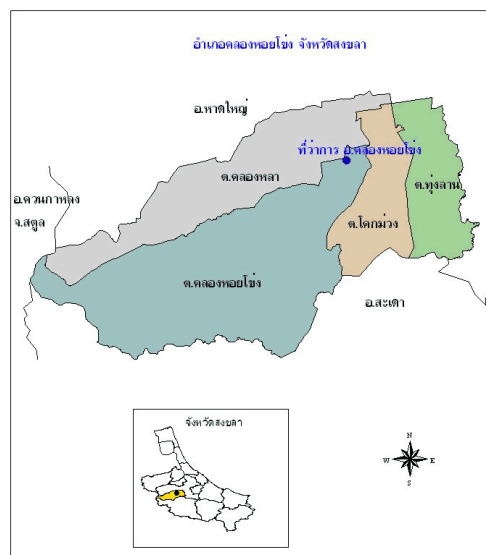 อำเภอคลองหอยโข่ง จังหวัดสงขลา
อ.หาดใหญ่
ที่ว่าการ อ.คลองหอยโข่ง
ต.คลองหลา
ต.ทุ่งลาน
อ.ควนกาหลง
จ.สตูล
ต.โคกม่วง
ต.คลองหอยโข่ง
อ.สะเดา
จังหวัดสงขลา
N
W E
S